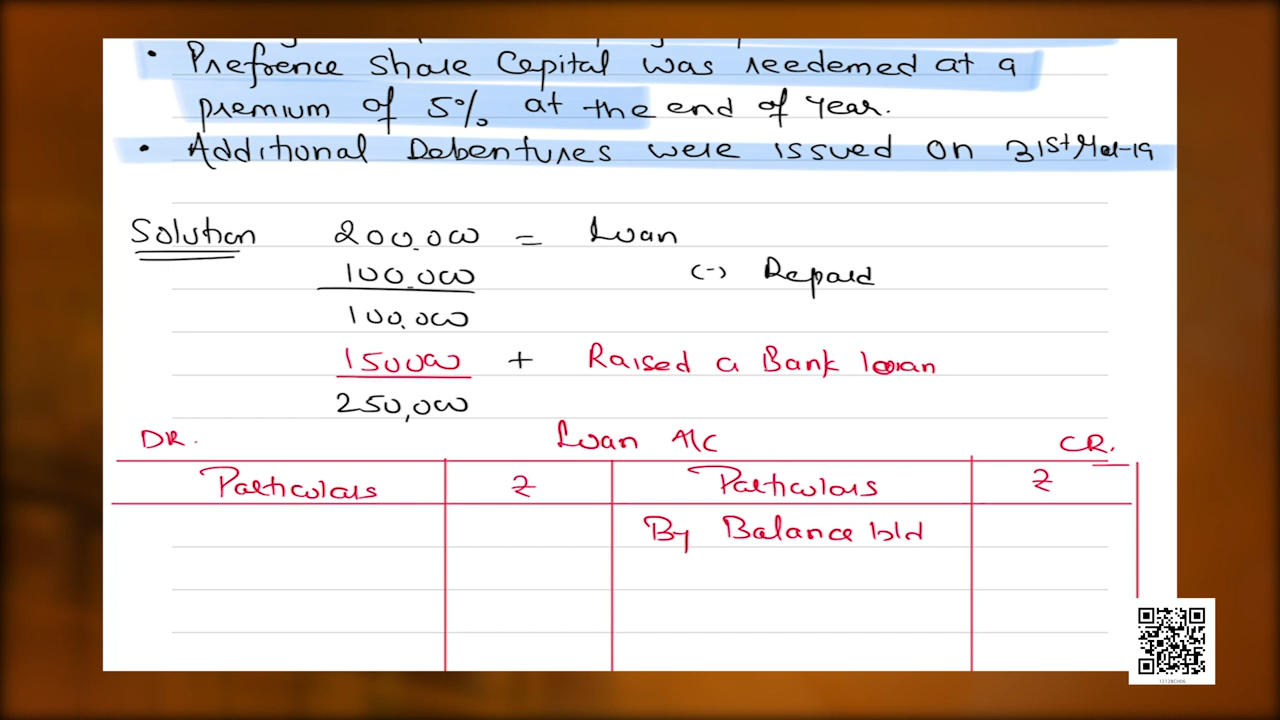 • Prefrence Share Capital was reedemed at a
premium of 5% at the end of Year.
• Additional Debentures were issued on 31st Mar-19
Solution 200,000 = Loan
100,000 (-) Repaid
100,000
150000 + Raised a Bank loan
250,000
DR. Loan A/C CR.
Particulars ₹ Particulars ₹
By Balance b/d
1212BCH06